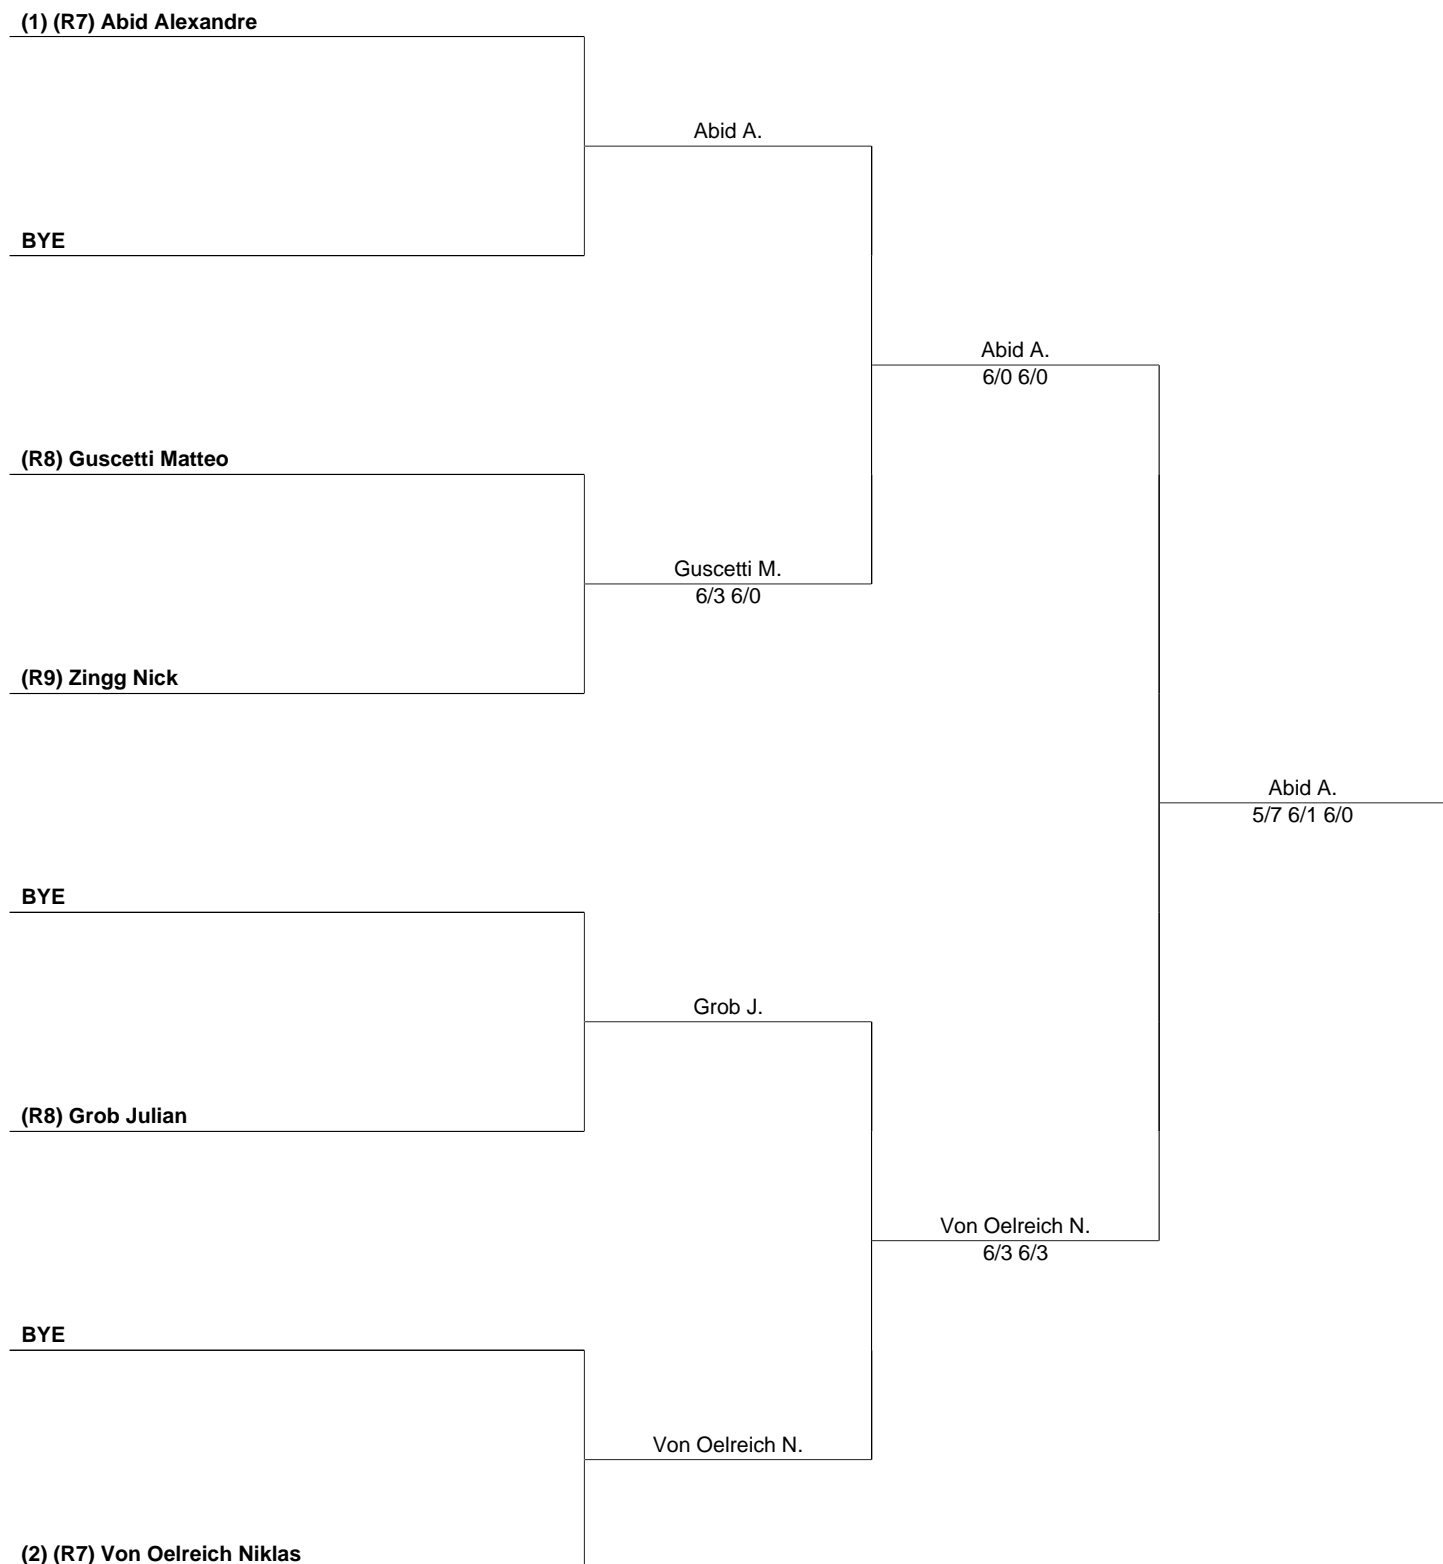 (1) (R7) Abid Alexandre
Abid A.
BYE
Abid A.
6/0 6/0
(R8) Guscetti Matteo
Guscetti M.
6/3 6/0
(R9) Zingg Nick
Abid A.
5/7 6/1 6/0
BYE
Grob J.
(R8) Grob Julian
Von Oelreich N.
6/3 6/3
BYE
Von Oelreich N.
(2) (R7) Von Oelreich Niklas